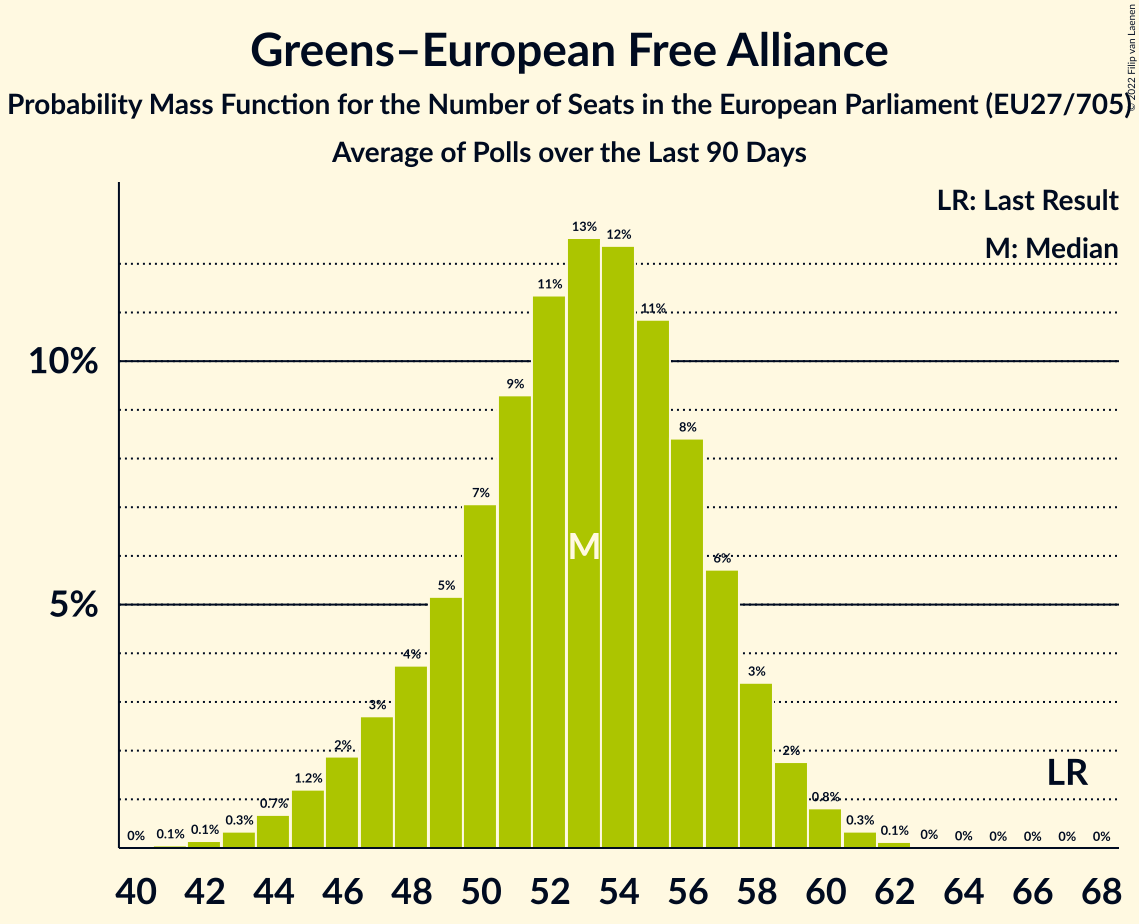 Greens–European Free Alliance
Probability Mass Function for the Number of Seats in the European Parliament (EU27/705)
Average of Polls over the Last 90 Days
© 2022 Filip van Laenen
LR: Last Result
M: Median
10%
5%
0% 0.1% 0.1% 0.3% 0.7% 1.2% 2% 3% 4% 5% 7% 9% 11% 13% 12% 11% 8% 6% 3% 2% 0.8% 0.3% 0.1% 0% 0% 0% 0% 0% 0%
M
LR
40 42 44 46 48 50 52 54 56 58 60 62 64 66 68